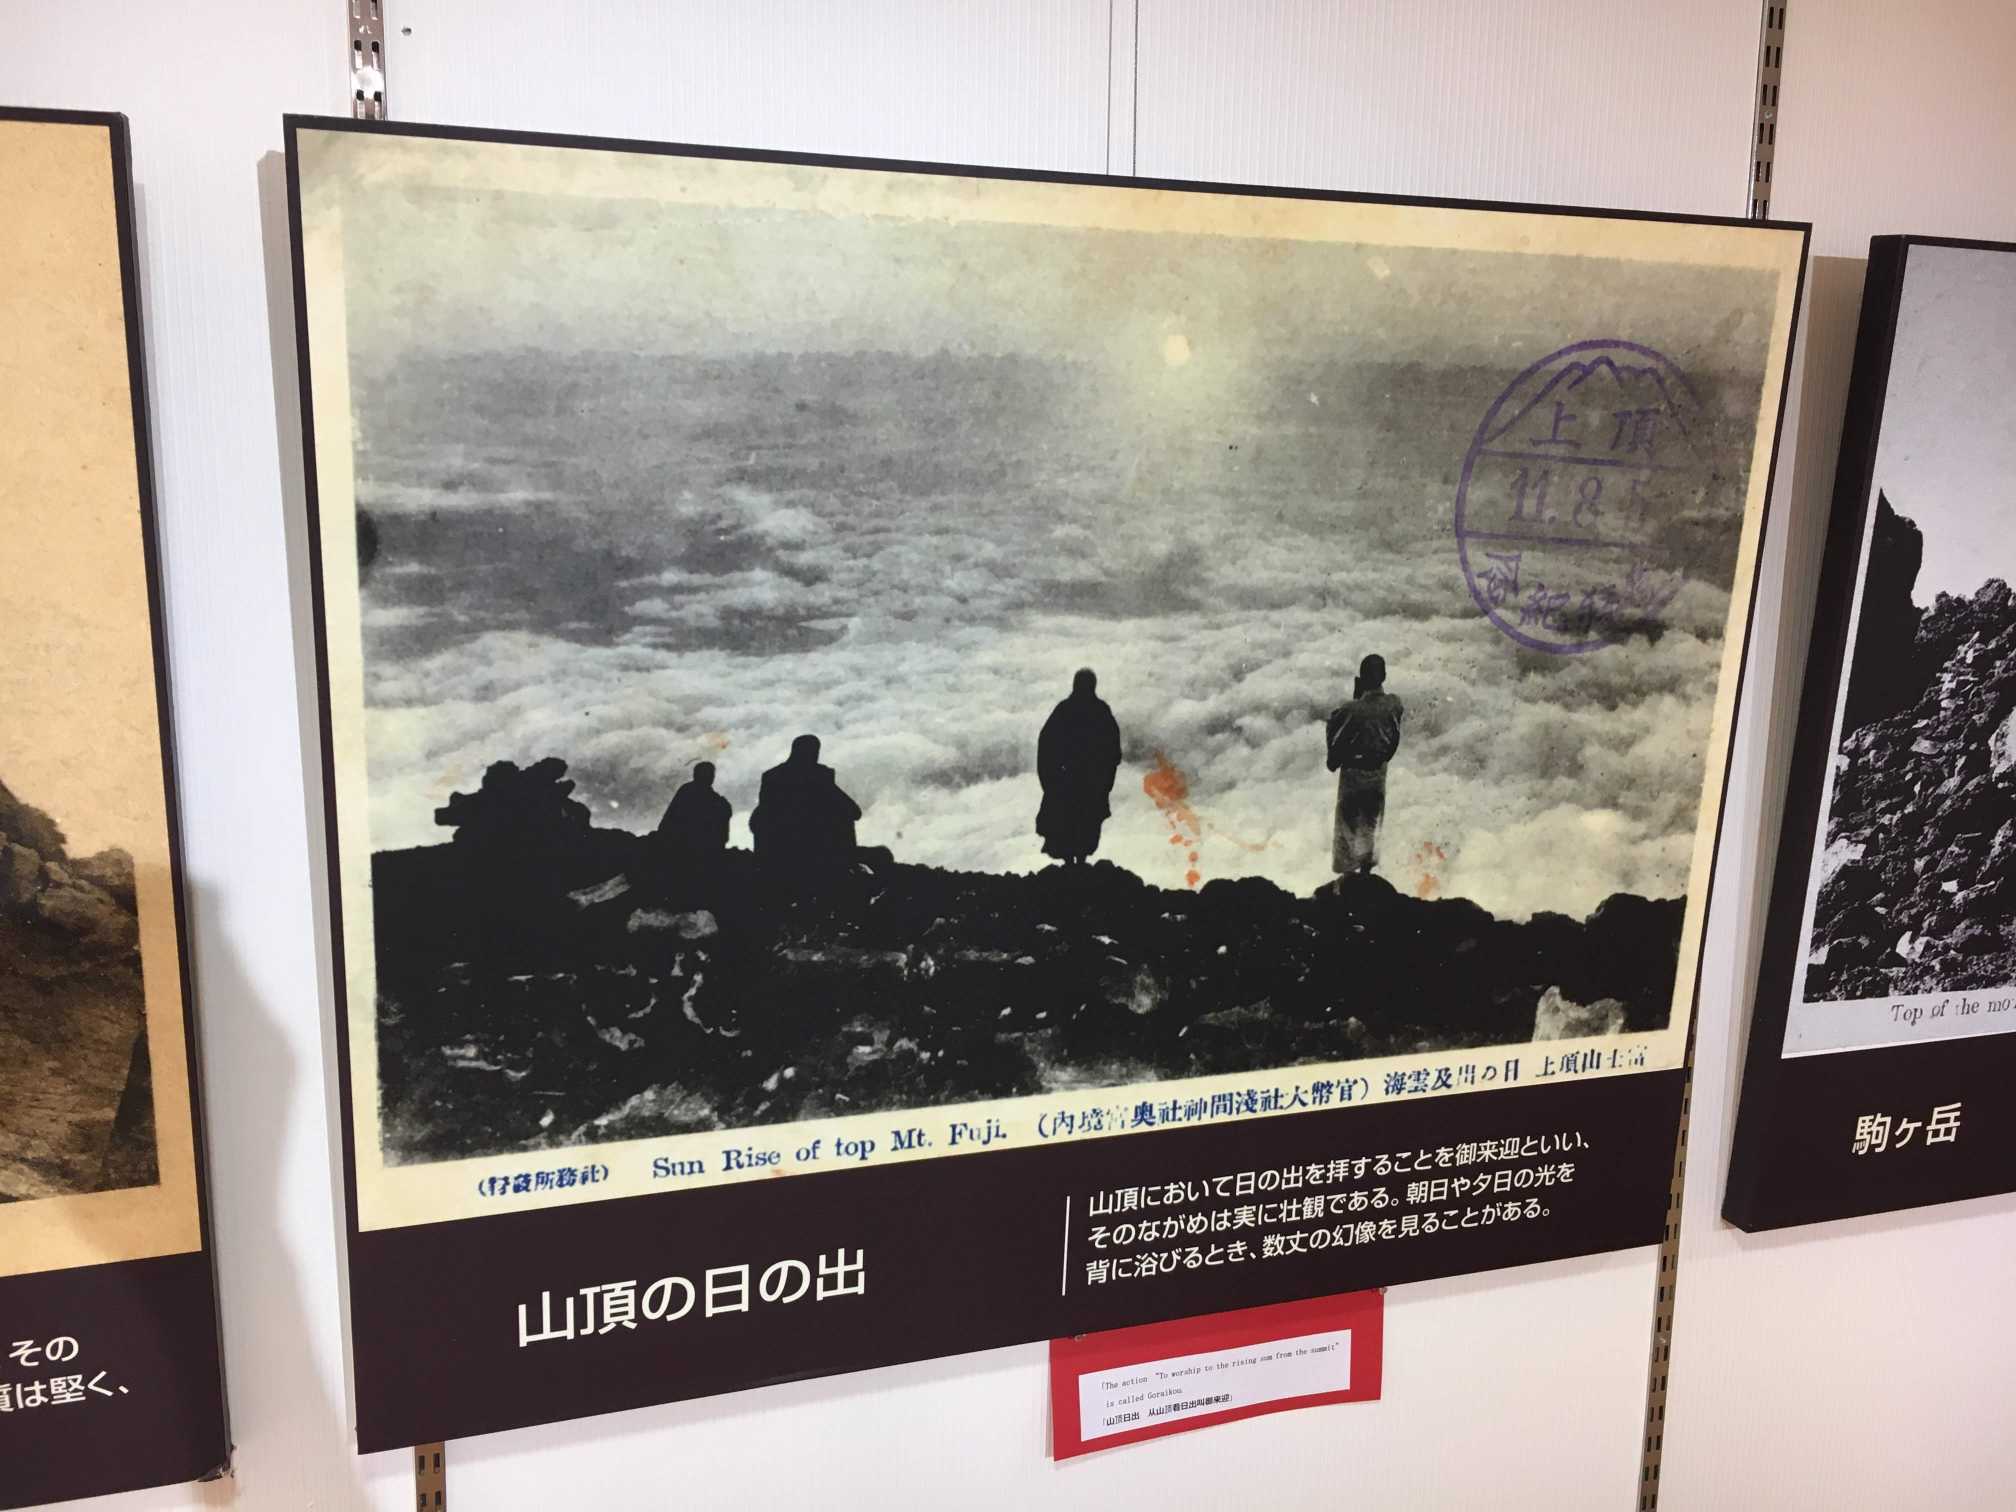 上頂
11.8.5
Sun Rise of top Mt. Fuji.
(内境宮奥社神間淺社大幣官) 海雲及出の日 上頂山士富
山頂の日の出
山頂において日の出を拝することを御来迎といい、
そのながめは実に壮観である。朝日や夕日の光を
背に浴びるとき、数丈の幻像を見ることがある。
「The action "To worship to the rising sum from the summit"
is called Goraikou
「山顶日出 从山顶看日出叫御来迎」
その
質は堅く、
Top of the mo
駒ヶ岳